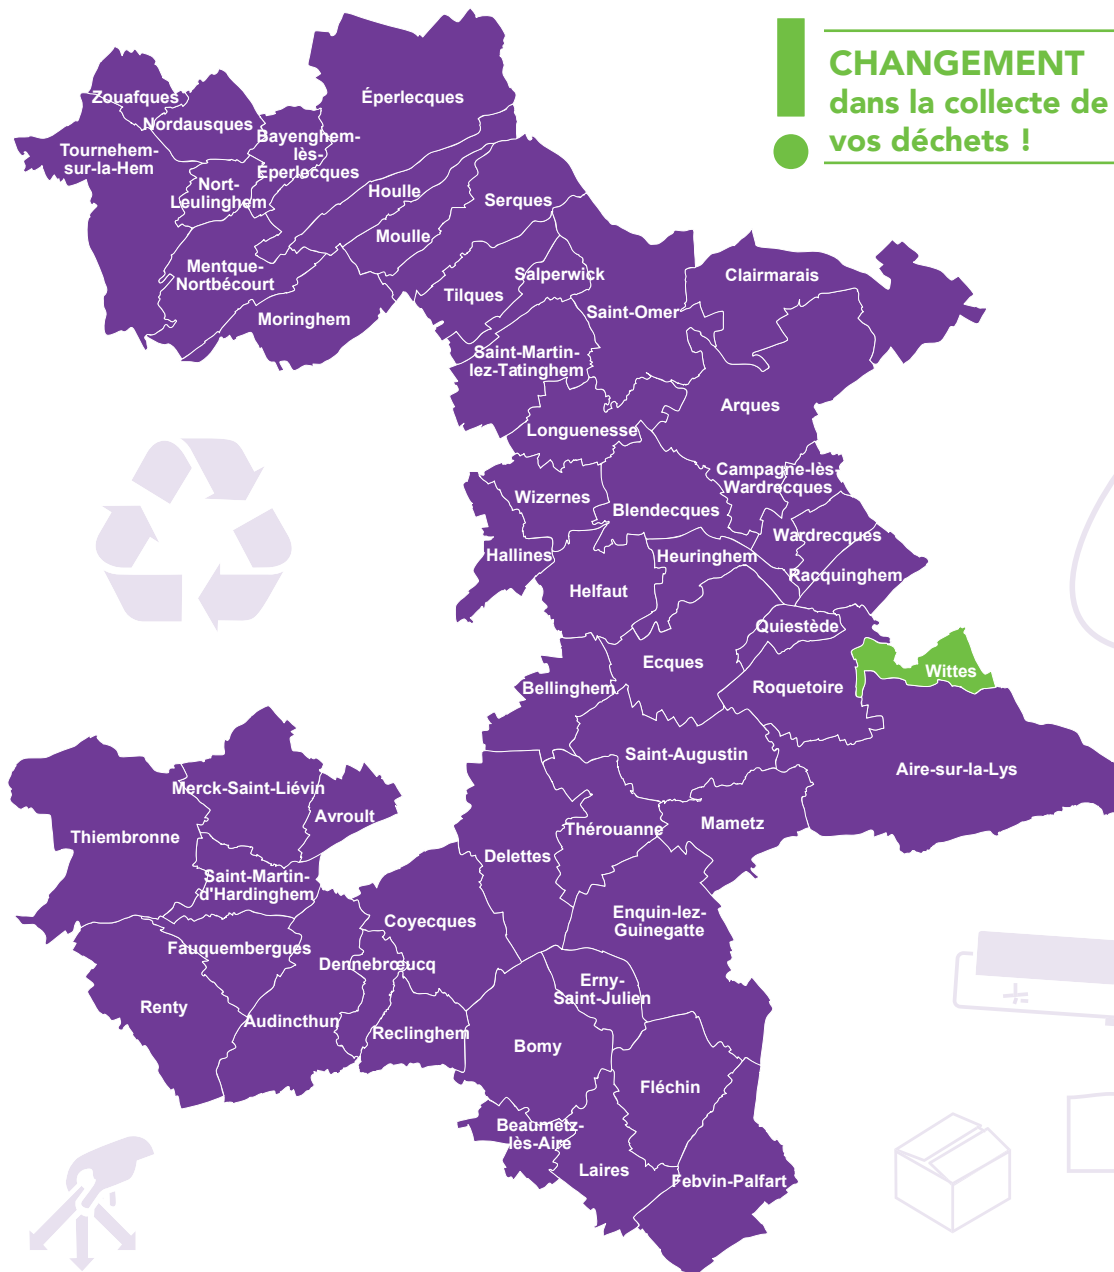 CHANGEMENT
dans la collecte de
vos déchets !
Éperlecques
Zouafques
Nordausques
Bayenghem-
lès-
Éperlecques
Tournehem-
sur-la-Hem
Nort-
Leulinghem
Houlle
Serques
Moulle
Mentque-
Nortbécourt
Salperwick
Clairmarais
Tilques
Saint-Omer
Moringhem
Saint-Martin-
lez-Tatinghem
Arques
Longuenesse
Campagne-lès-
Wardrecques
Wizernes
Blendecques
Wardrecques
Hallines
Heuringhem
Racquinghem
Helfaut
Quiestède
Ecques
Wittes
Bellinghem
Roquetoire
Saint-Augustin
Aire-sur-la-Lys
Merck-Saint-Liévin
Avroult
Thiembronne
Thérouanne
Mametz
Delettes
Saint-Martin-
d'Hardinghem
Coyecques
Enquin-lez-
Guinegatte
Fauquembergues
Dennebrœucq
Erny-
Saint-Julien
Renty
Audincthun
Reclinghem
Bomy
Fléchin
Beaumetz-
lès-Aire
Laires
Febvin-Palfart